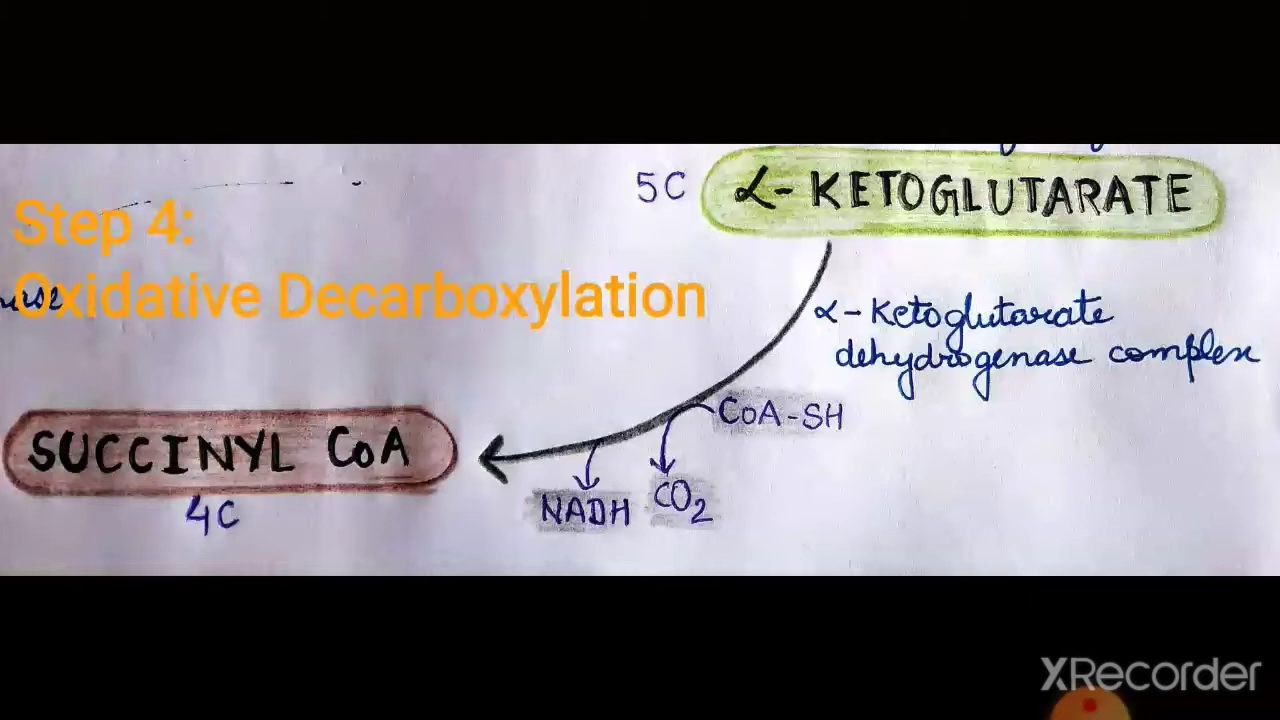 5C α-KETOGLUTARATE
Step 4:
Oxidative Decarboxylation
α-Ketoglutarate
dehydrogenase complex
CoA-SH
SUCCINYL CoA
4C
NADH
CO₂
XRecorder